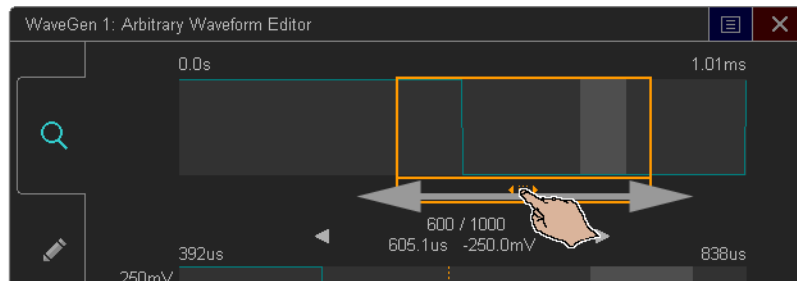 WaveGen 1: Arbitrary Waveform Editor
0.0s 1.01ms
600 / 1000
605.1us -250.0mV
392us 838us
250mV